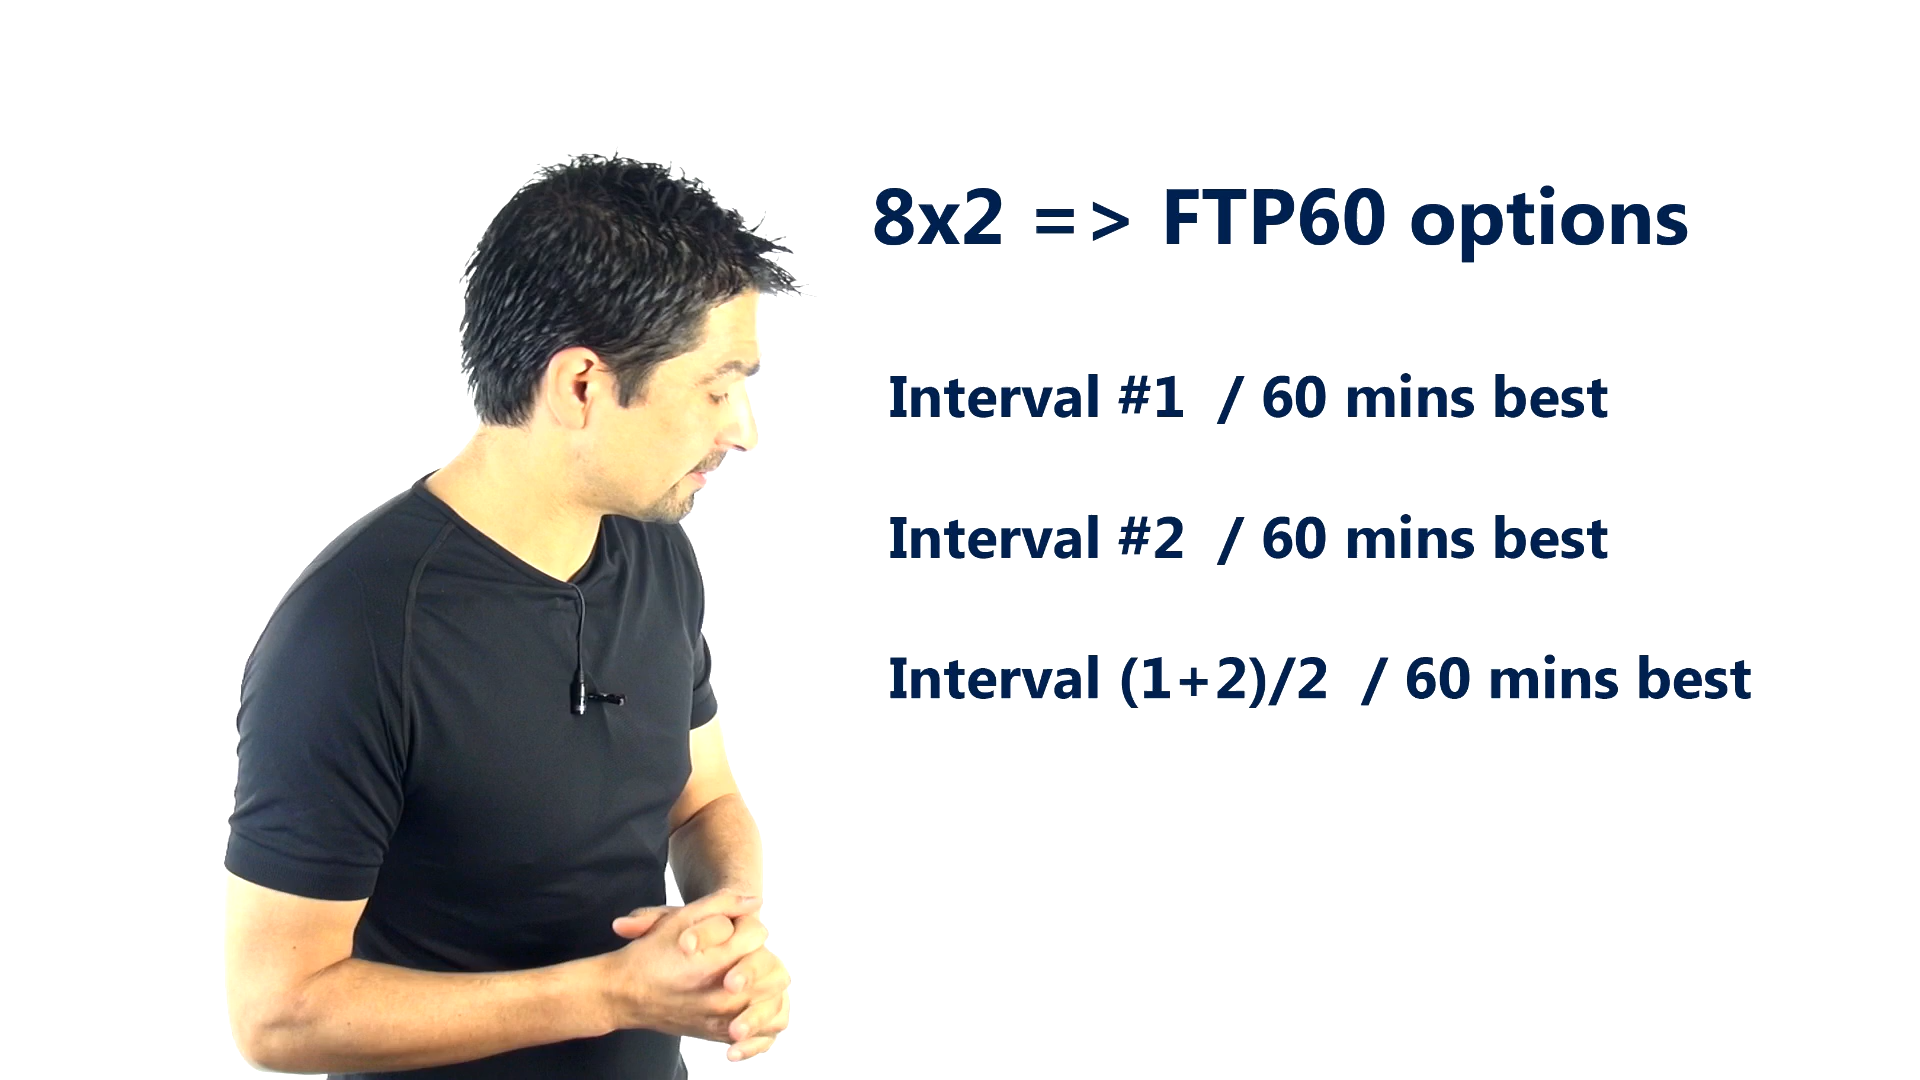 8x2 => FTP60 options
Interval #1 / 60 mins best
Interval #2 / 60 mins best
Interval (1+2)/2 / 60 mins best